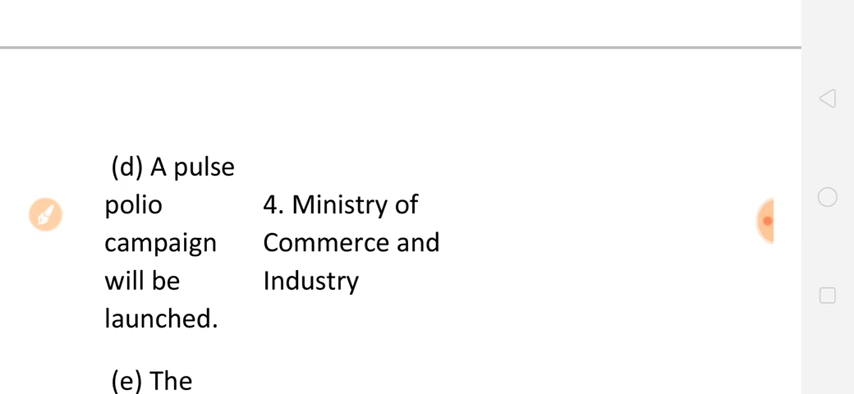 (d) A pulse
polio
campaign
will be
launched.
4. Ministry of
Commerce and
Industry
(e) The